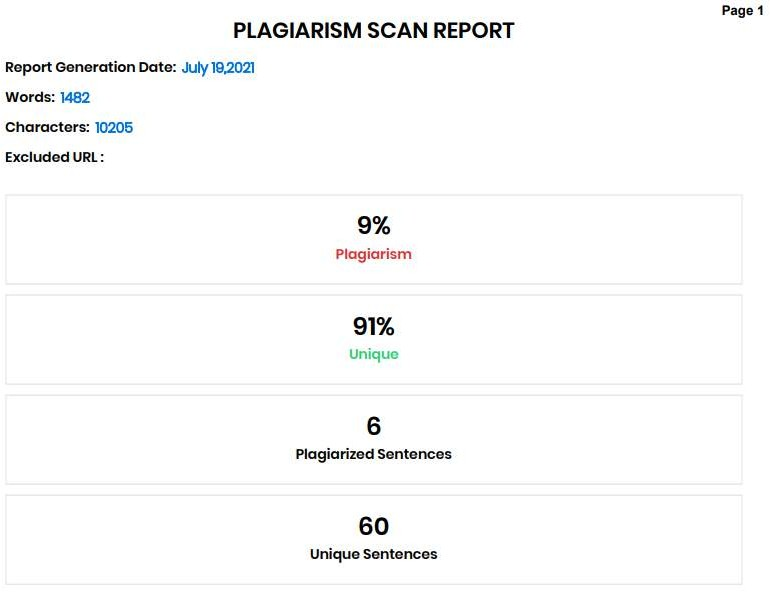 Page 1
PLAGIARISM SCAN REPORT
Report Generation Date: July 19,2021
Words: 1482
Characters: 10205
Excluded URL :
9%
Plagiarism
91%
Unique
6
Plagiarized Sentences
60
Unique Sentences